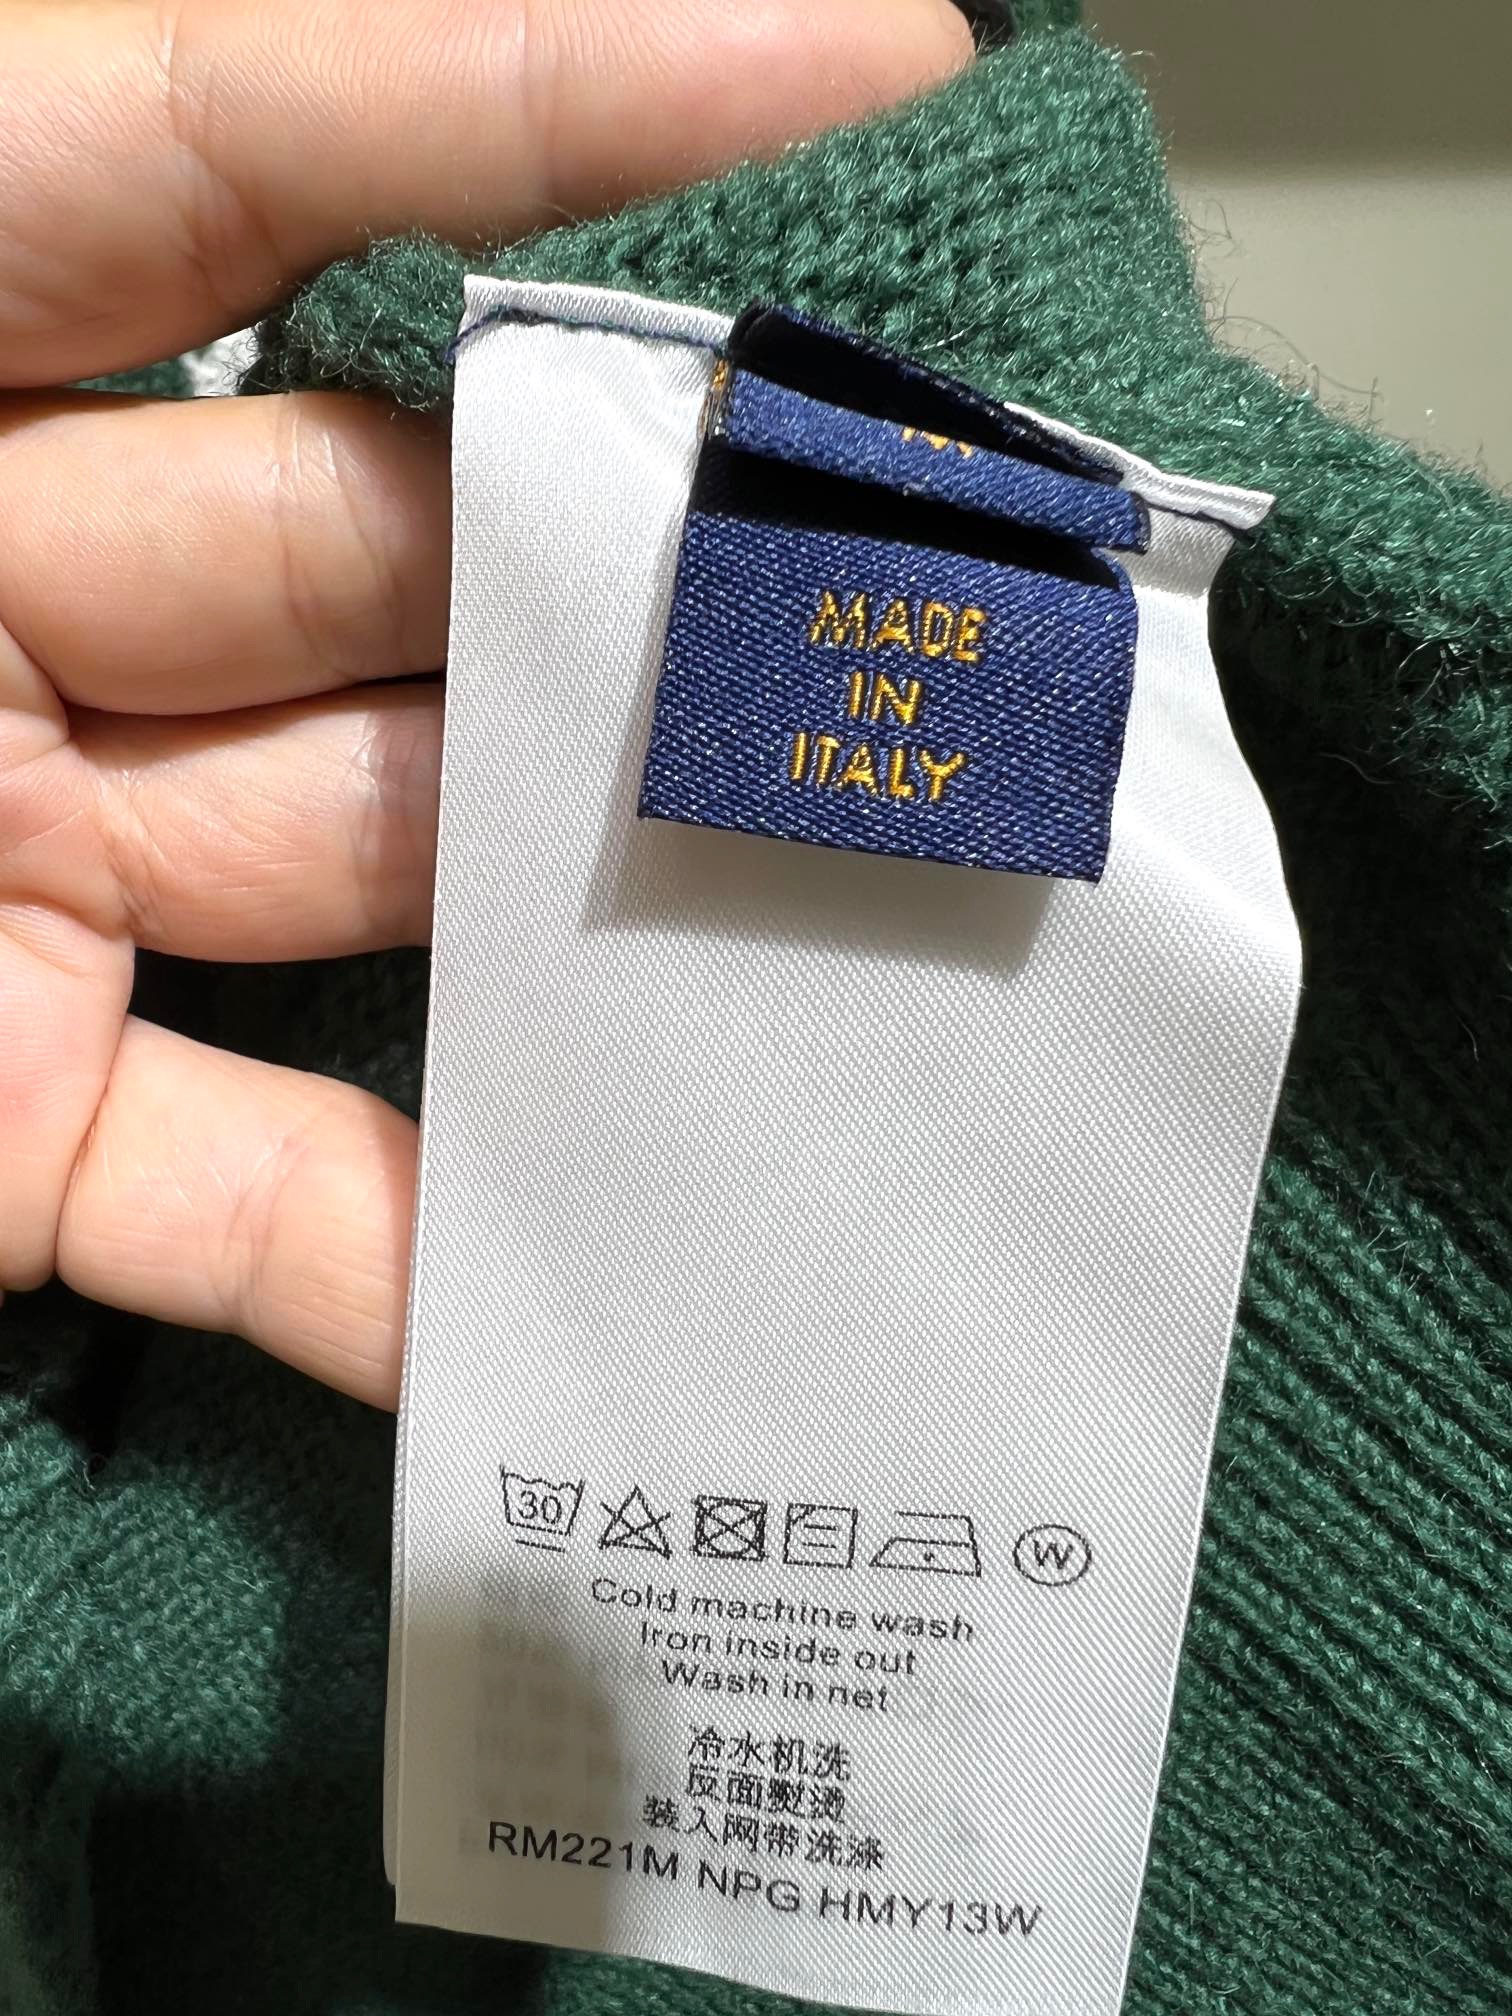 MADE
IN
ITALY
30
W
Cold machine wash
Iron inside out
Wash in net
冷水机洗
反面熨烫
装入网带洗涤
RM221M NPG HMY13W